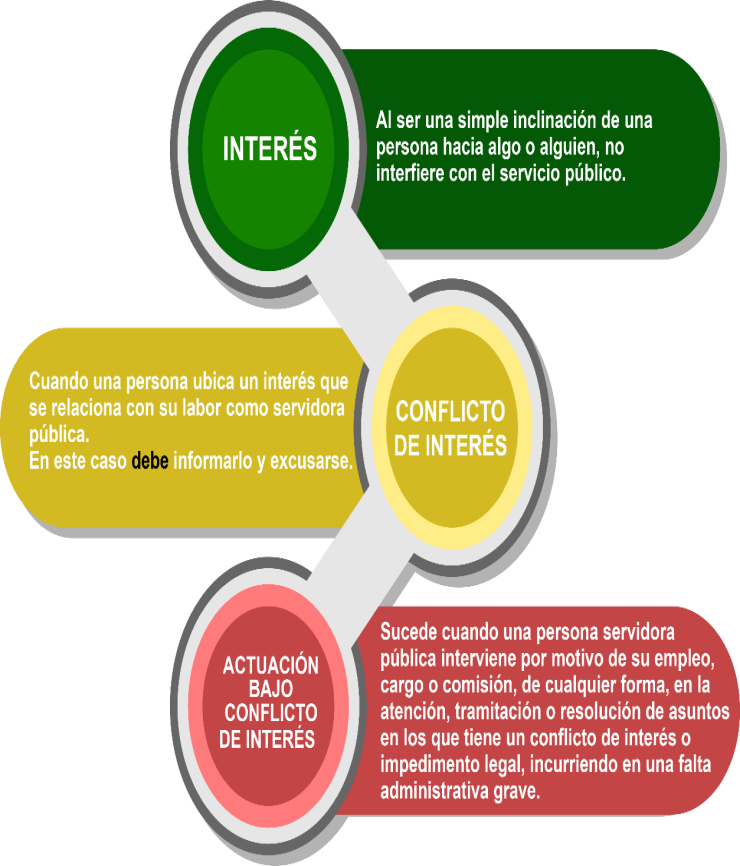 INTERÉS
Al ser una simple inclinación de una
persona hacia algo o alguien, no
interfiere con el servicio público.
Cuando una persona ubica un interés que
se relaciona con su labor como servidora
pública.
En este caso debe informarlo y excusarse.
CONFLICTO
DE INTERÉS
ACTUACIÓN
BAJO
CONFLICTO
DE INTERÉS
Sucede cuando una persona servidora
pública interviene por motivo de su empleo,
cargo o comisión, de cualquier forma, en la
atención, tramitación o resolución de asuntos
en los que tiene un conflicto de interés o
impedimento legal, incurriendo en una falta
administrativa grave.